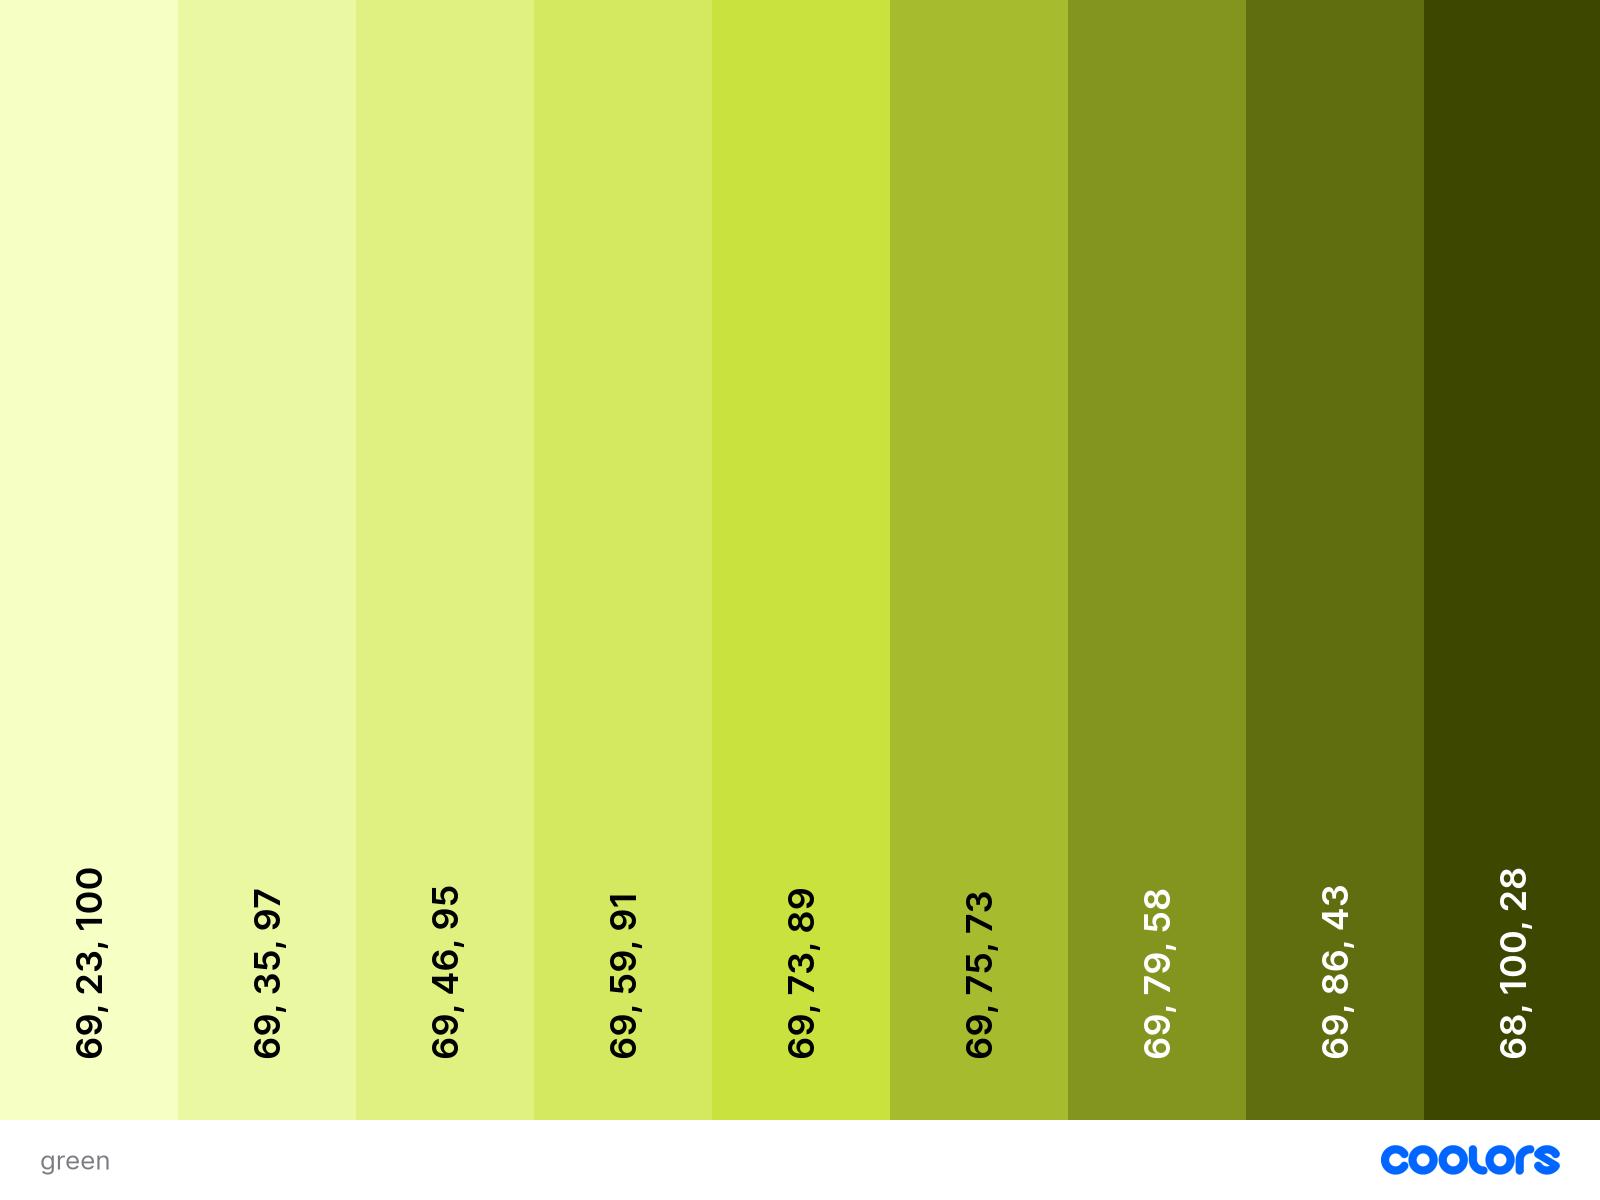 69, 23, 100
69, 35, 97
69, 46, 95
69, 59, 91
69, 73, 89
69, 75, 73
69, 79, 58
69, 86, 43
68, 100, 28
green
coolors